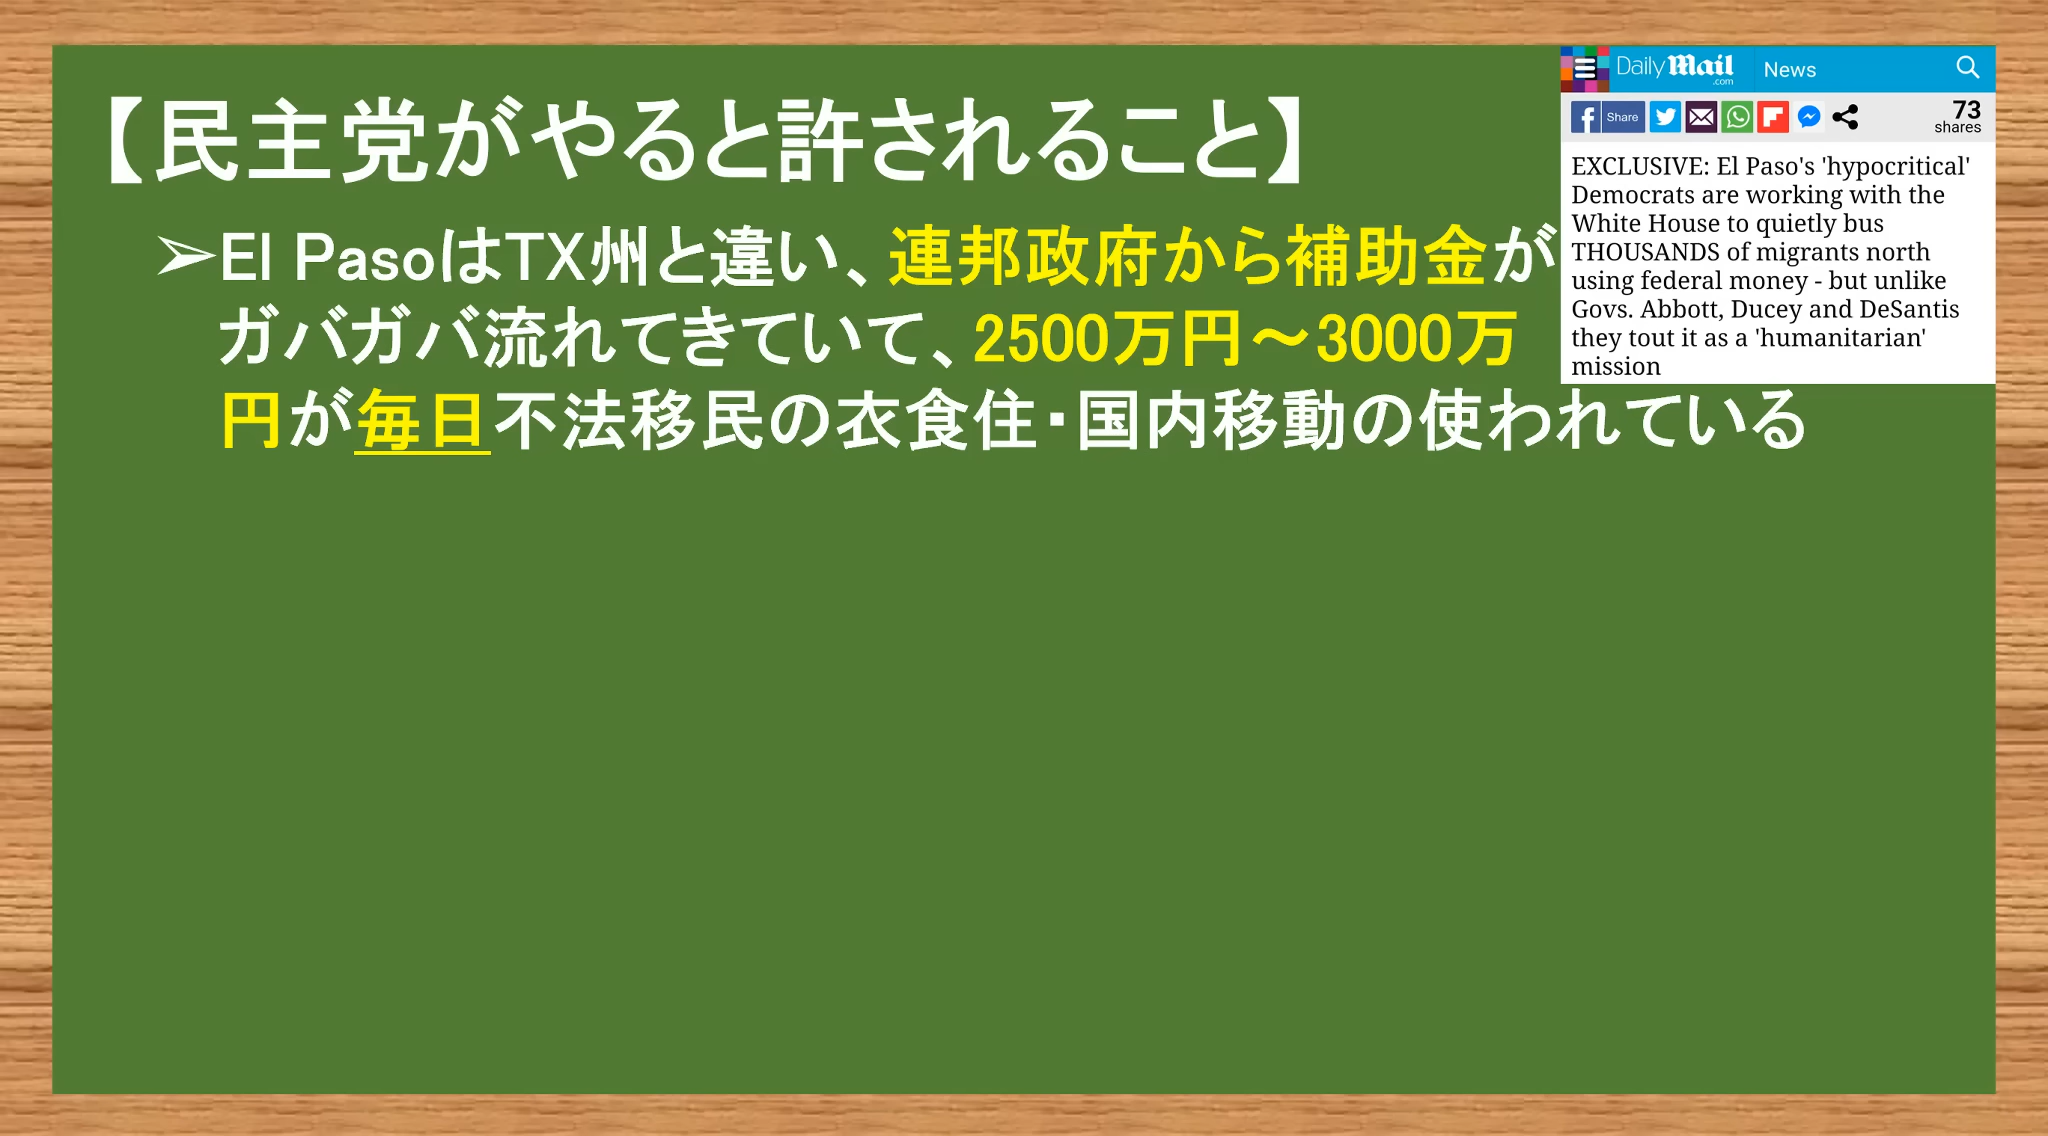 【民主党がやると許されること】
➢El PasoはTX州と違い、連邦政府から補助金が
ガバガバ流れてきていて、2500万円～3000万
円が毎日不法移民の衣食住・国内移動の使われている
Daily Mail .com News
Share
73
shares
EXCLUSIVE: El Paso's 'hypocritical'
Democrats are working with the
White House to quietly bus
THOUSANDS of migrants north
using federal money - but unlike
Govs. Abbott, Ducey and DeSantis
they tout it as a 'humanitarian'
mission